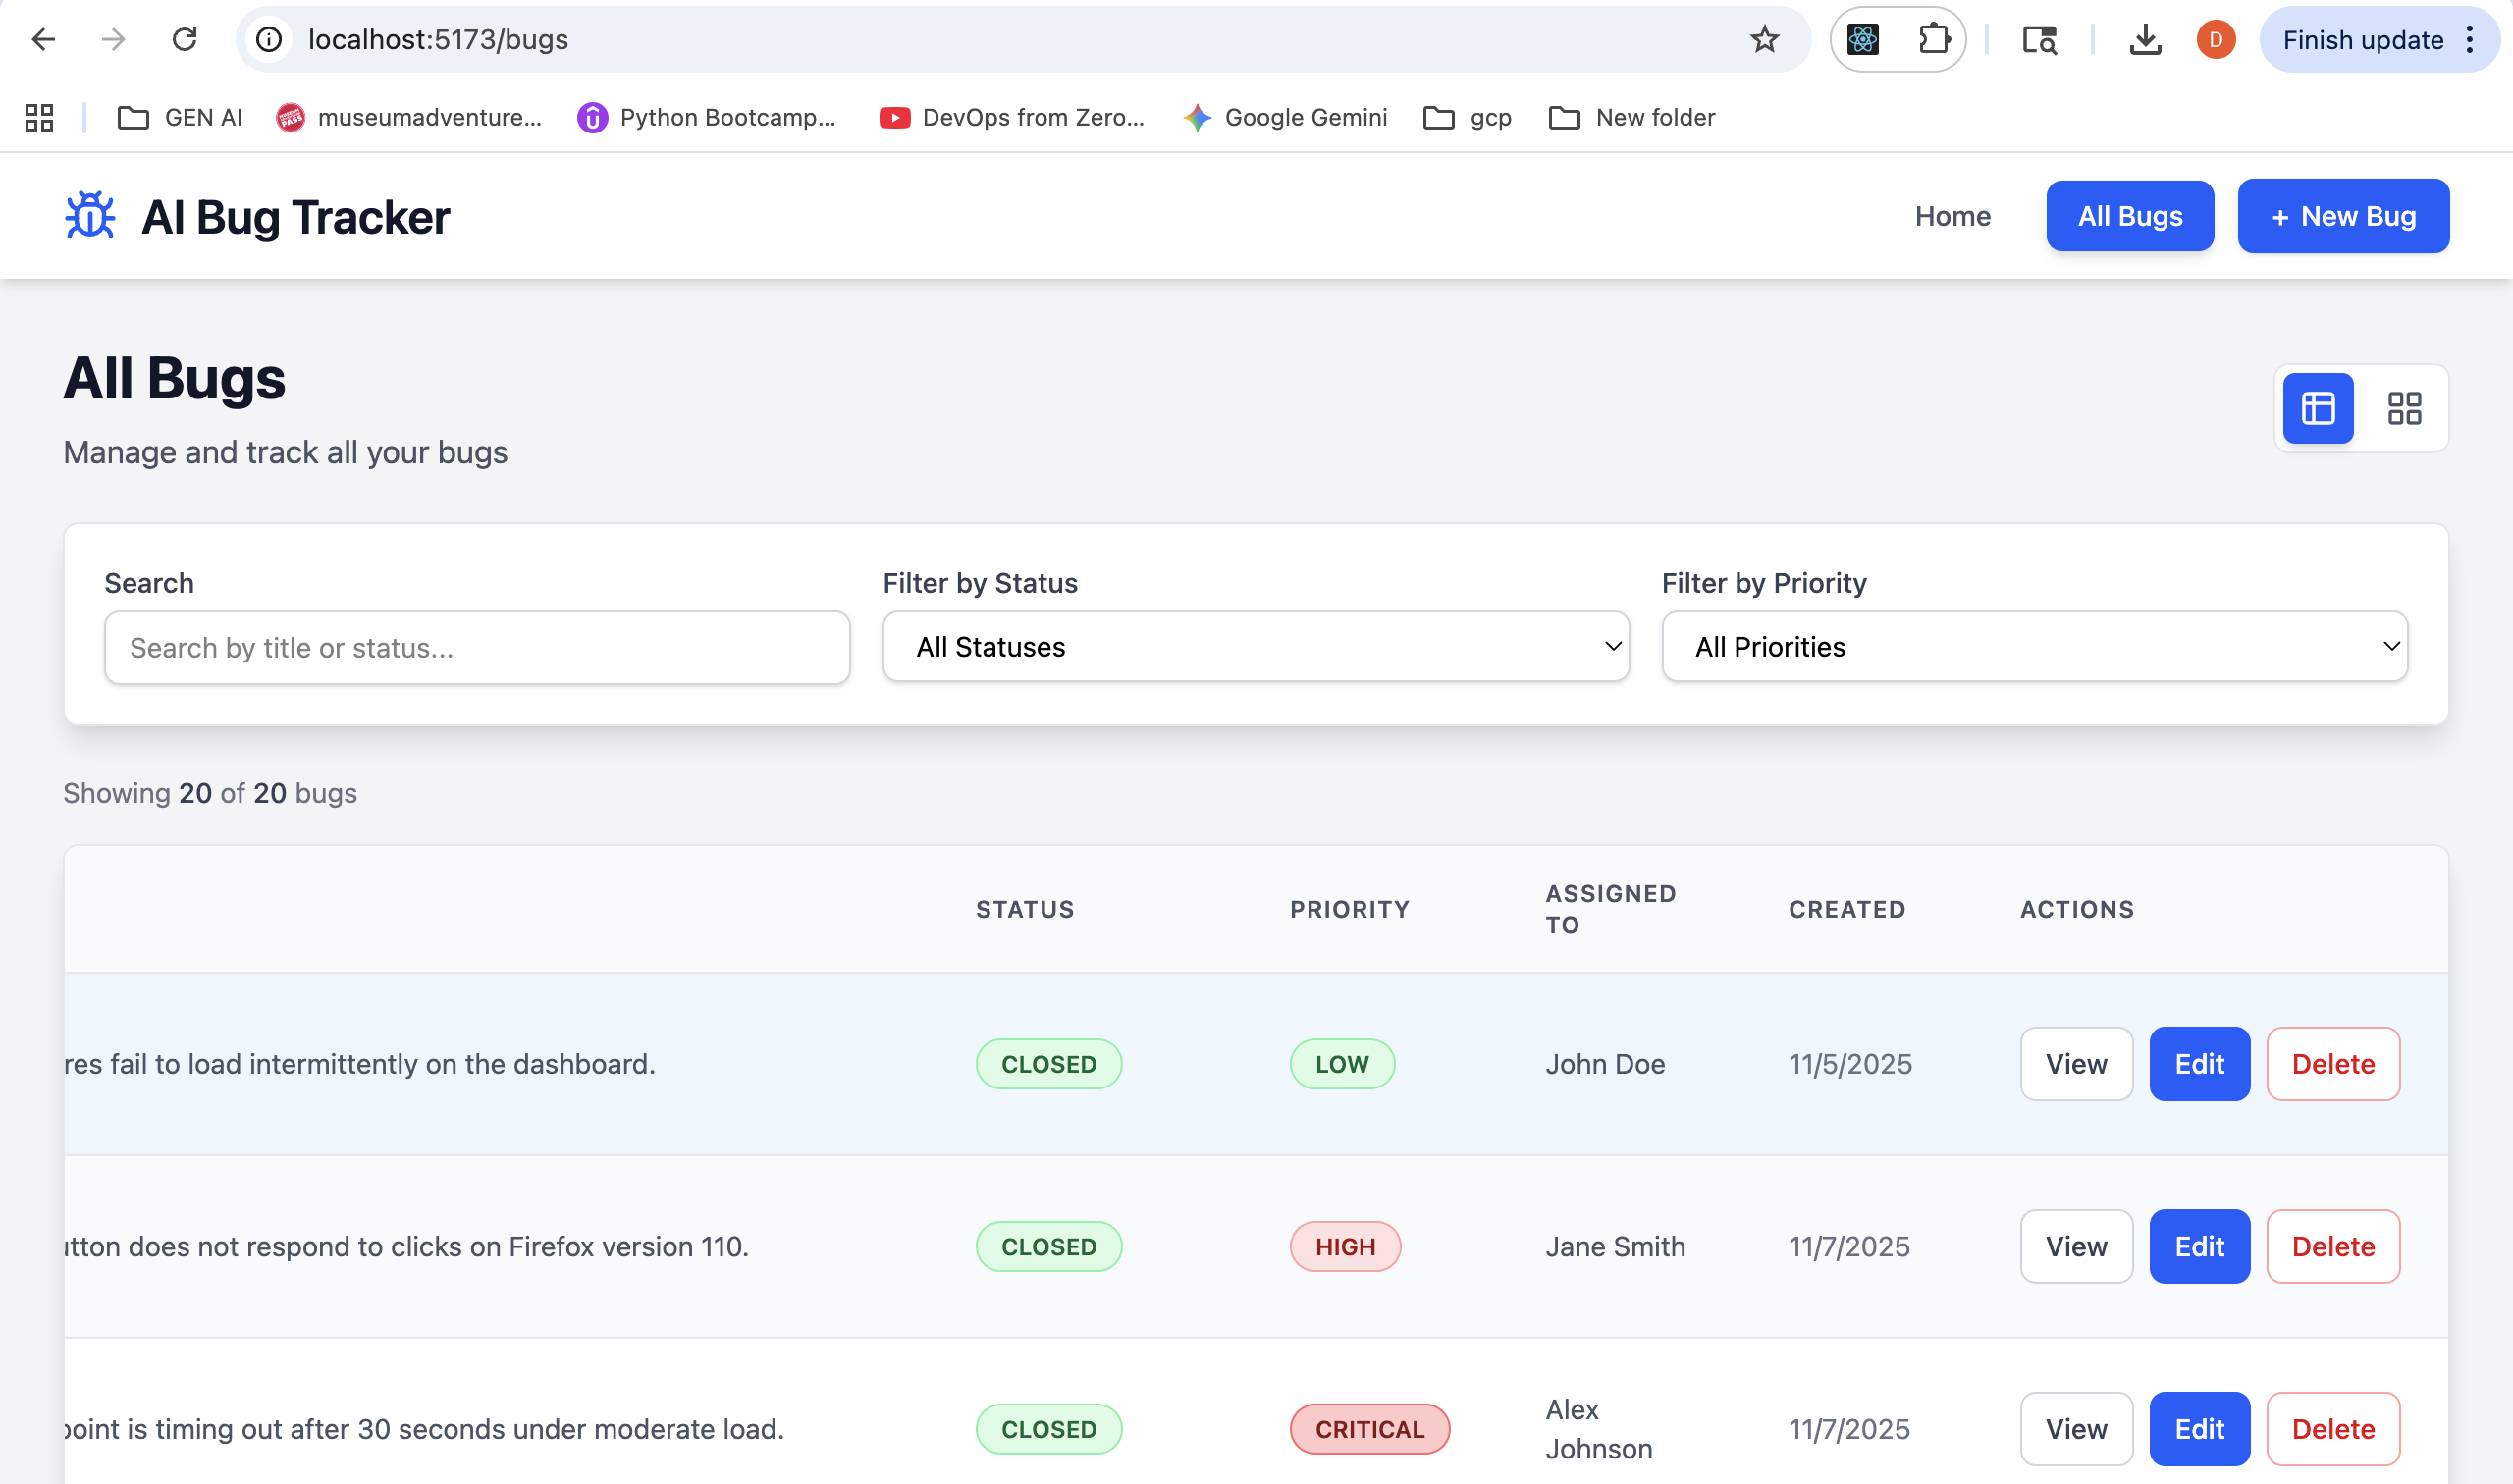 localhost:5173/bugs
D
Finish update
GEN AI
museumadventure...
Python Bootcamp...
DevOps from Zero...
Google Gemini
gcp
New folder
AI Bug Tracker
Home
All Bugs
+ New Bug
All Bugs
Manage and track all your bugs
Search
Filter by Status
Filter by Priority
Search by title or status...
All Statuses
All Priorities
Showing 20 of 20 bugs
STATUS
PRIORITY
ASSIGNED
TO
CREATED
ACTIONS
res fail to load intermittently on the dashboard.
CLOSED
LOW
John Doe
11/5/2025
View
Edit
Delete
utton does not respond to clicks on Firefox version 110.
CLOSED
HIGH
Jane Smith
11/7/2025
View
Edit
Delete
point is timing out after 30 seconds under moderate load.
CLOSED
CRITICAL
Alex
Johnson
11/7/2025
View
Edit
Delete